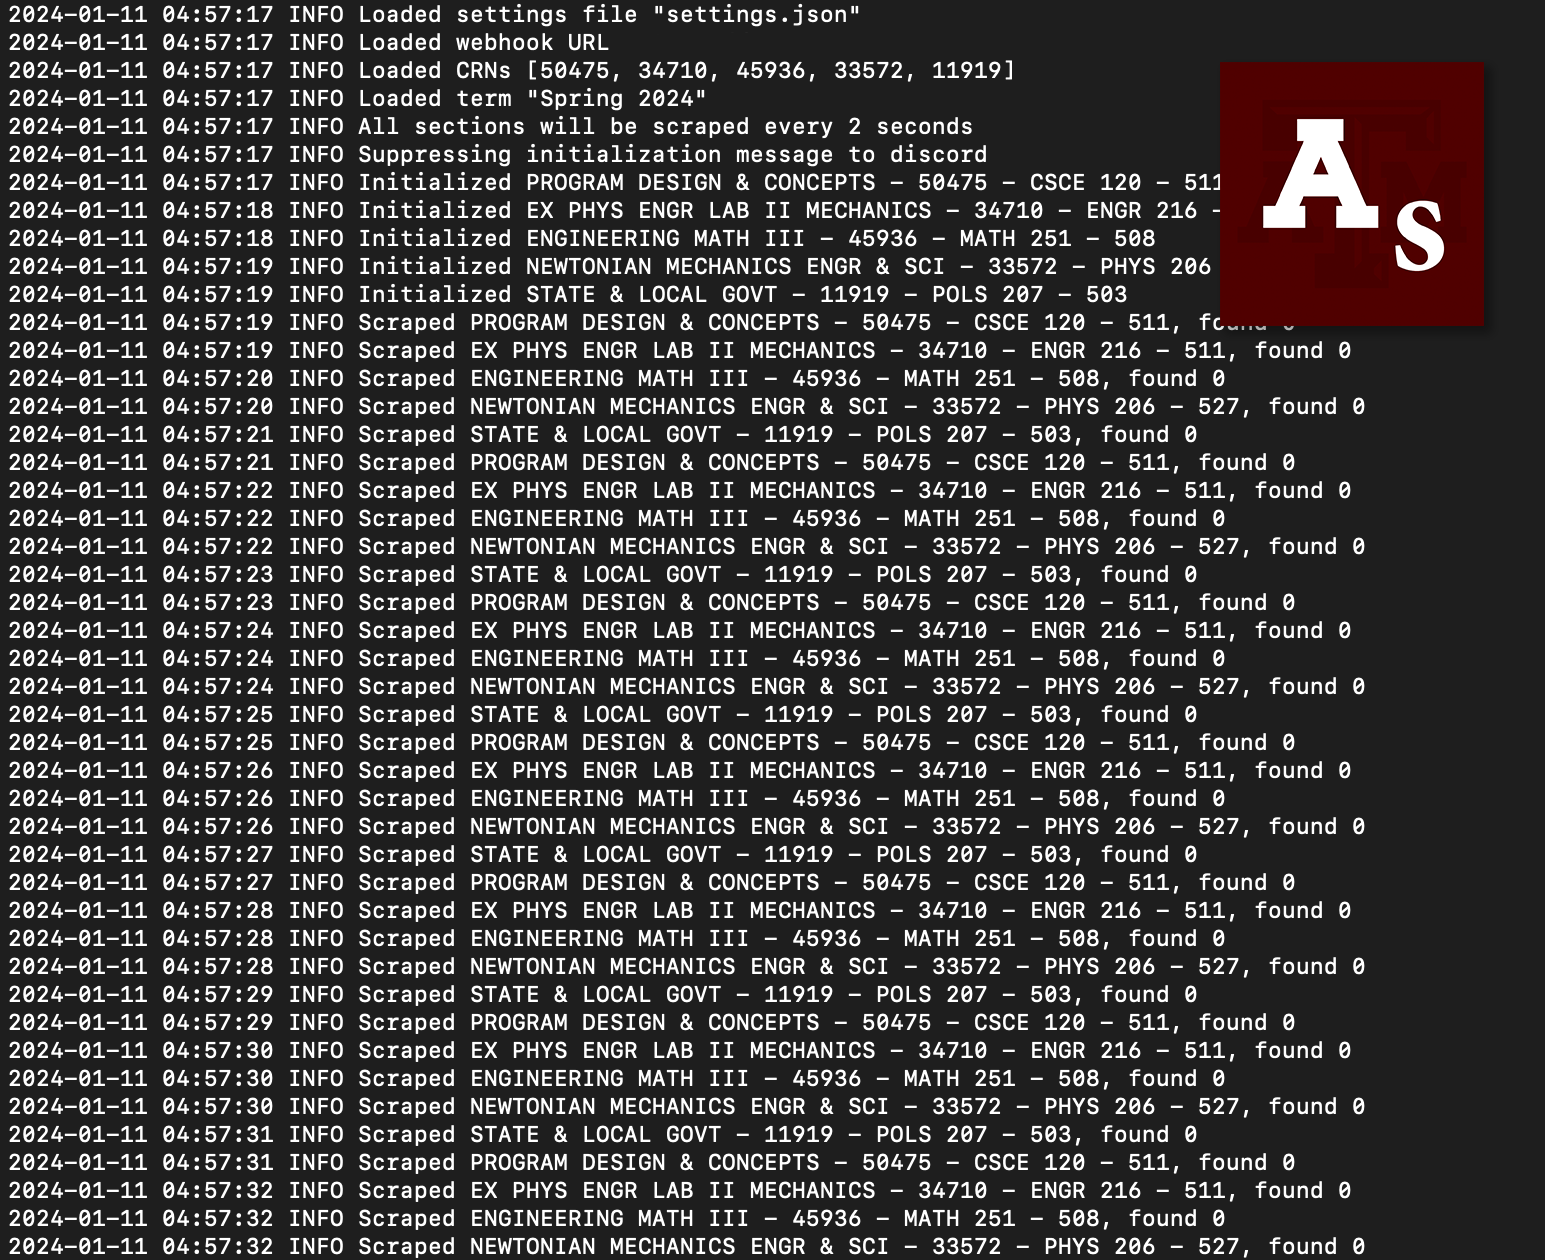 2024-01-11 04:57:17 INFO Loaded settings file "settings.json"
2024-01-11 04:57:17 INFO Loaded webhook URL
2024-01-11 04:57:17 INFO Loaded CRNs [50475, 34710, 45936, 33572, 11919]
2024-01-11 04:57:17 INFO Loaded term "Spring 2024"
2024-01-11 04:57:17 INFO All sections will be scraped every 2 seconds
2024-01-11 04:57:17 INFO Suppressing initialization message to discord
2024-01-11 04:57:17 INFO Initialized PROGRAM DESIGN & CONCEPTS - 50475 - CSCE 120 - 511
2024-01-11 04:57:18 INFO Initialized EX PHYS ENGR LAB II MECHANICS - 34710 - ENGR 216 -
2024-01-11 04:57:18 INFO Initialized ENGINEERING MATH III - 45936 - MATH 251 - 508
2024-01-11 04:57:19 INFO Initialized NEWTONIAN MECHANICS ENGR & SCI - 33572 - PHYS 206
2024-01-11 04:57:19 INFO Initialized STATE & LOCAL GOVT - 11919 - POLS 207 - 503
As
2024-01-11 04:57:19 INFO Scraped PROGRAM DESIGN & CONCEPTS - 50475 - CSCE 120 - 511, found 0
2024-01-11 04:57:19 INFO Scraped EX PHYS ENGR LAB II MECHANICS - 34710 - ENGR 216 - 511, found 0
2024-01-11 04:57:20 INFO Scraped ENGINEERING MATH III - 45936 - MATH 251 - 508, found 0
2024-01-11 04:57:20 INFO Scraped NEWTONIAN MECHANICS ENGR & SCI - 33572 - PHYS 206 - 527, found 0
2024-01-11 04:57:21 INFO Scraped STATE & LOCAL GOVT - 11919 - POLS 207 - 503, found 0
2024-01-11 04:57:21 INFO Scraped PROGRAM DESIGN & CONCEPTS - 50475 - CSCE 120 - 511, found 0
2024-01-11 04:57:22 INFO Scraped EX PHYS ENGR LAB II MECHANICS - 34710 - ENGR 216 - 511, found 0
2024-01-11 04:57:22 INFO Scraped ENGINEERING MATH III - 45936 - MATH 251 - 508, found 0
2024-01-11 04:57:22 INFO Scraped NEWTONIAN MECHANICS ENGR & SCI - 33572 - PHYS 206 - 527, found 0
2024-01-11 04:57:23 INFO Scraped STATE & LOCAL GOVT - 11919 - POLS 207 - 503, found 0
2024-01-11 04:57:23 INFO Scraped PROGRAM DESIGN & CONCEPTS - 50475 - CSCE 120 - 511, found 0
2024-01-11 04:57:24 INFO Scraped EX PHYS ENGR LAB II MECHANICS - 34710 - ENGR 216 - 511, found 0
2024-01-11 04:57:24 INFO Scraped ENGINEERING MATH III - 45936 - MATH 251 - 508, found 0
2024-01-11 04:57:24 INFO Scraped NEWTONIAN MECHANICS ENGR & SCI - 33572 - PHYS 206 - 527, found 0
2024-01-11 04:57:25 INFO Scraped STATE & LOCAL GOVT - 11919 - POLS 207 - 503, found 0
2024-01-11 04:57:25 INFO Scraped PROGRAM DESIGN & CONCEPTS - 50475 - CSCE 120 - 511, found 0
2024-01-11 04:57:26 INFO Scraped EX PHYS ENGR LAB II MECHANICS - 34710 - ENGR 216 - 511, found 0
2024-01-11 04:57:26 INFO Scraped ENGINEERING MATH III - 45936 - MATH 251 - 508, found 0
2024-01-11 04:57:26 INFO Scraped NEWTONIAN MECHANICS ENGR & SCI - 33572 - PHYS 206 - 527, found 0
2024-01-11 04:57:27 INFO Scraped STATE & LOCAL GOVT - 11919 - POLS 207 - 503, found 0
2024-01-11 04:57:27 INFO Scraped PROGRAM DESIGN & CONCEPTS - 50475 - CSCE 120 - 511, found 0
2024-01-11 04:57:28 INFO Scraped EX PHYS ENGR LAB II MECHANICS - 34710 - ENGR 216 - 511, found 0
2024-01-11 04:57:28 INFO Scraped ENGINEERING MATH III - 45936 - MATH 251 - 508, found 0
2024-01-11 04:57:28 INFO Scraped NEWTONIAN MECHANICS ENGR & SCI - 33572 - PHYS 206 - 527, found 0
2024-01-11 04:57:29 INFO Scraped STATE & LOCAL GOVT - 11919 - POLS 207 - 503, found 0
2024-01-11 04:57:29 INFO Scraped PROGRAM DESIGN & CONCEPTS - 50475 - CSCE 120 - 511, found 0
2024-01-11 04:57:30 INFO Scraped EX PHYS ENGR LAB II MECHANICS - 34710 - ENGR 216 - 511, found 0
2024-01-11 04:57:30 INFO Scraped ENGINEERING MATH III - 45936 - MATH 251 - 508, found 0
2024-01-11 04:57:30 INFO Scraped NEWTONIAN MECHANICS ENGR & SCI - 33572 - PHYS 206 - 527, found 0
2024-01-11 04:57:31 INFO Scraped STATE & LOCAL GOVT - 11919 - POLS 207 - 503, found 0
2024-01-11 04:57:31 INFO Scraped PROGRAM DESIGN & CONCEPTS - 50475 - CSCE 120 - 511, found 0
2024-01-11 04:57:32 INFO Scraped EX PHYS ENGR LAB II MECHANICS - 34710 - ENGR 216 - 511, found 0
2024-01-11 04:57:32 INFO Scraped ENGINEERING MATH III - 45936 - MATH 251 - 508, found 0
2024-01-11 04:57:32 INFO Scraped NEWTONIAN MECHANICS ENGR & SCI - 33572 - PHYS 206 - 527, found 0